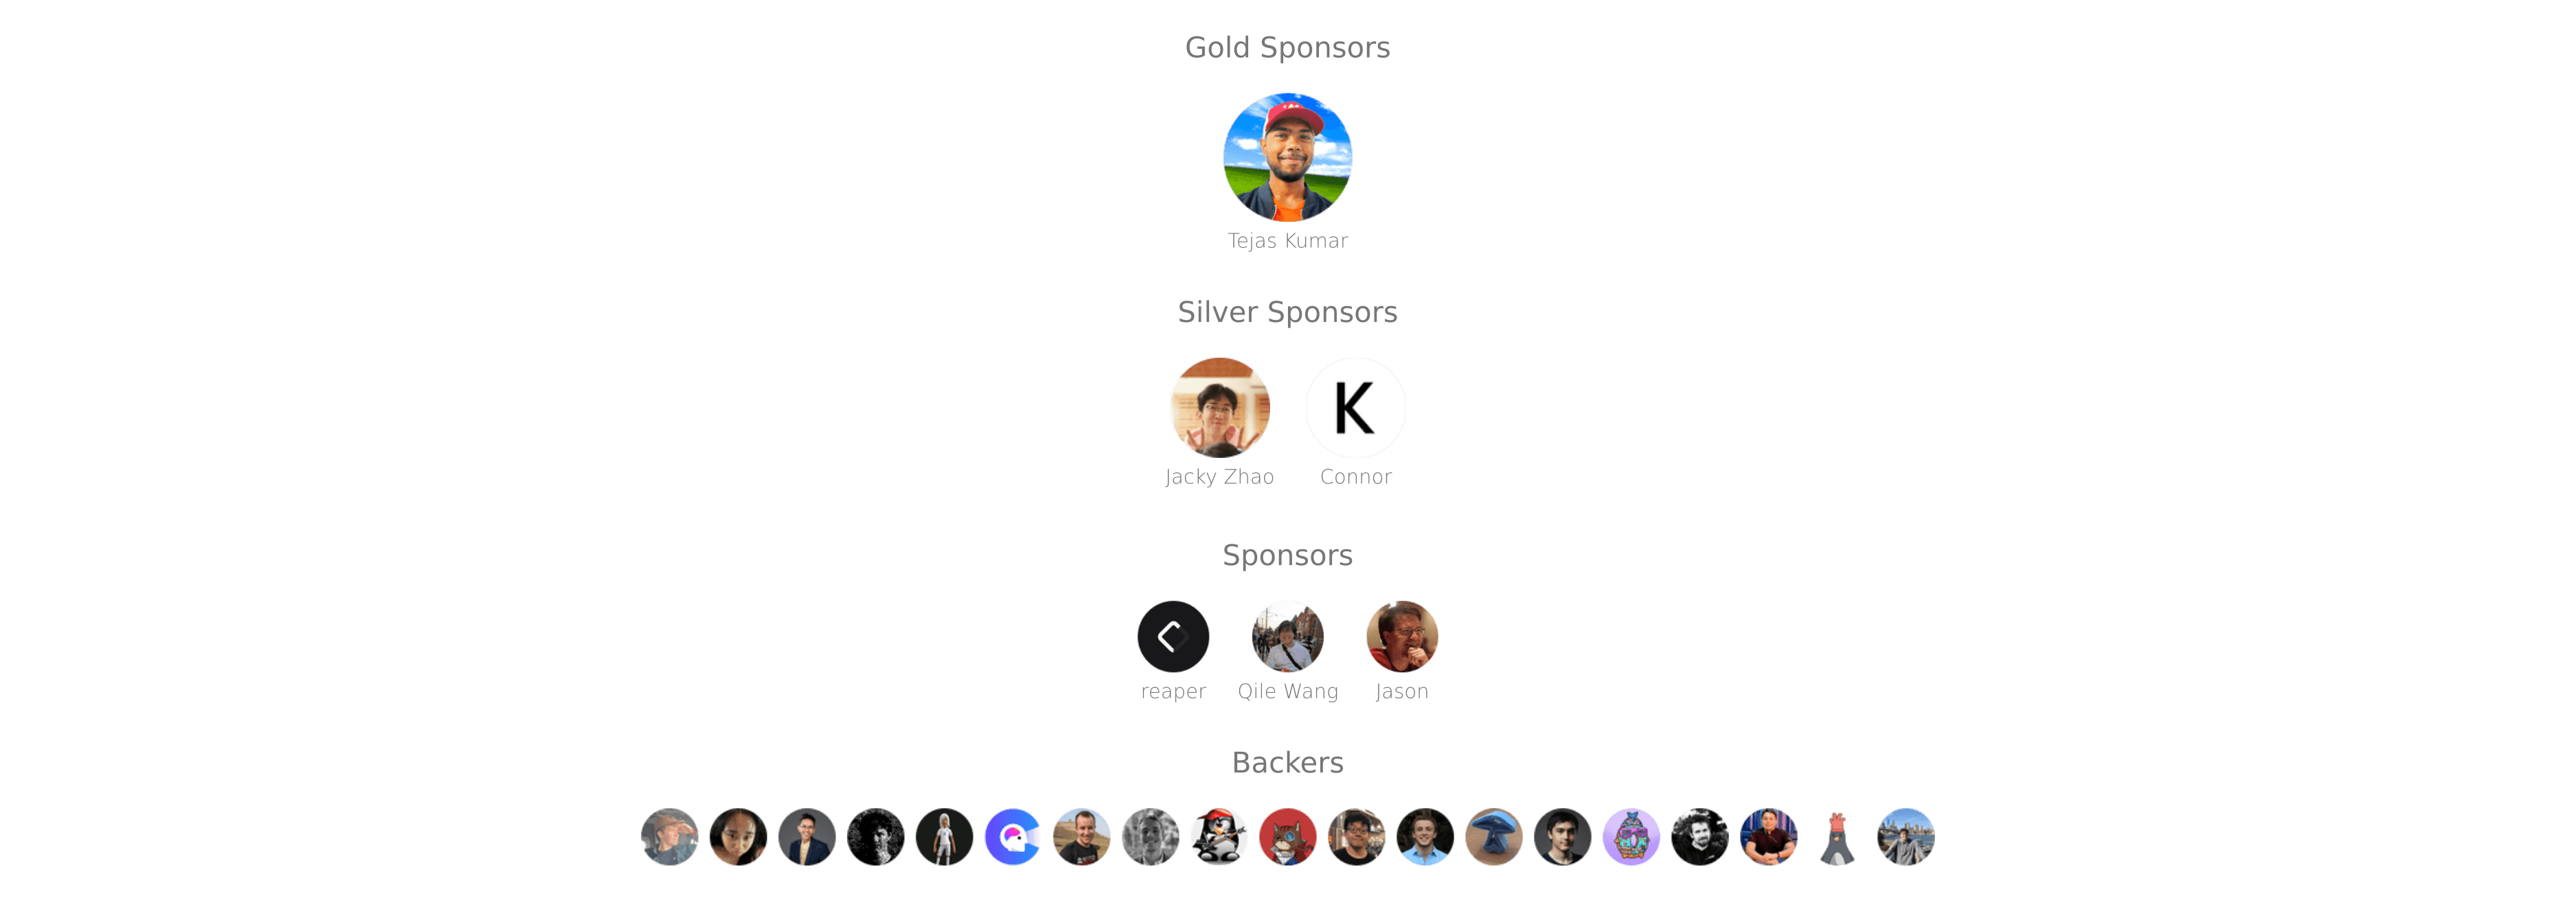 Gold Sponsors
Tejas Kumar
Silver Sponsors
K
Jacky Zhao
Connor
Sponsors
reaper
Qile Wang
Jason
Backers